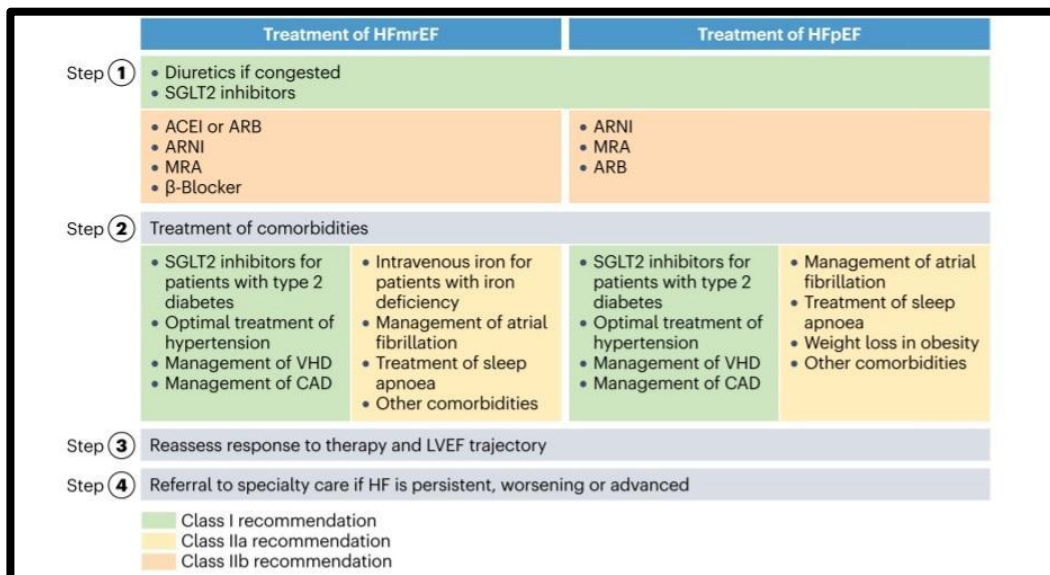 Treatment of HFmrEF
Treatment of HFpEF
Step 1
• Diuretics if congested
• SGLT2 inhibitors
• ACEI or ARB
• ARNI
• MRA
• β-Blocker
• ARNI
• MRA
• ARB
Step 2
Treatment of comorbidities
• SGLT2 inhibitors for
patients with type 2
diabetes
• Optimal treatment of
hypertension
• Management of VHD
• Management of CAD
• Intravenous iron for
patients with iron
deficiency
• Management of atrial
fibrillation
• Treatment of sleep
apnoea
• Other comorbidities
• SGLT2 inhibitors for
patients with type 2
diabetes
• Optimal treatment of
hypertension
• Management of VHD
• Management of CAD
• Management of atrial
fibrillation
• Treatment of sleep
apnoea
• Weight loss in obesity
• Other comorbidities
Step 3
Reassess response to therapy and LVEF trajectory
Step 4
Referral to specialty care if HF is persistent, worsening or advanced
Class I recommendation
Class IIa recommendation
Class IIb recommendation